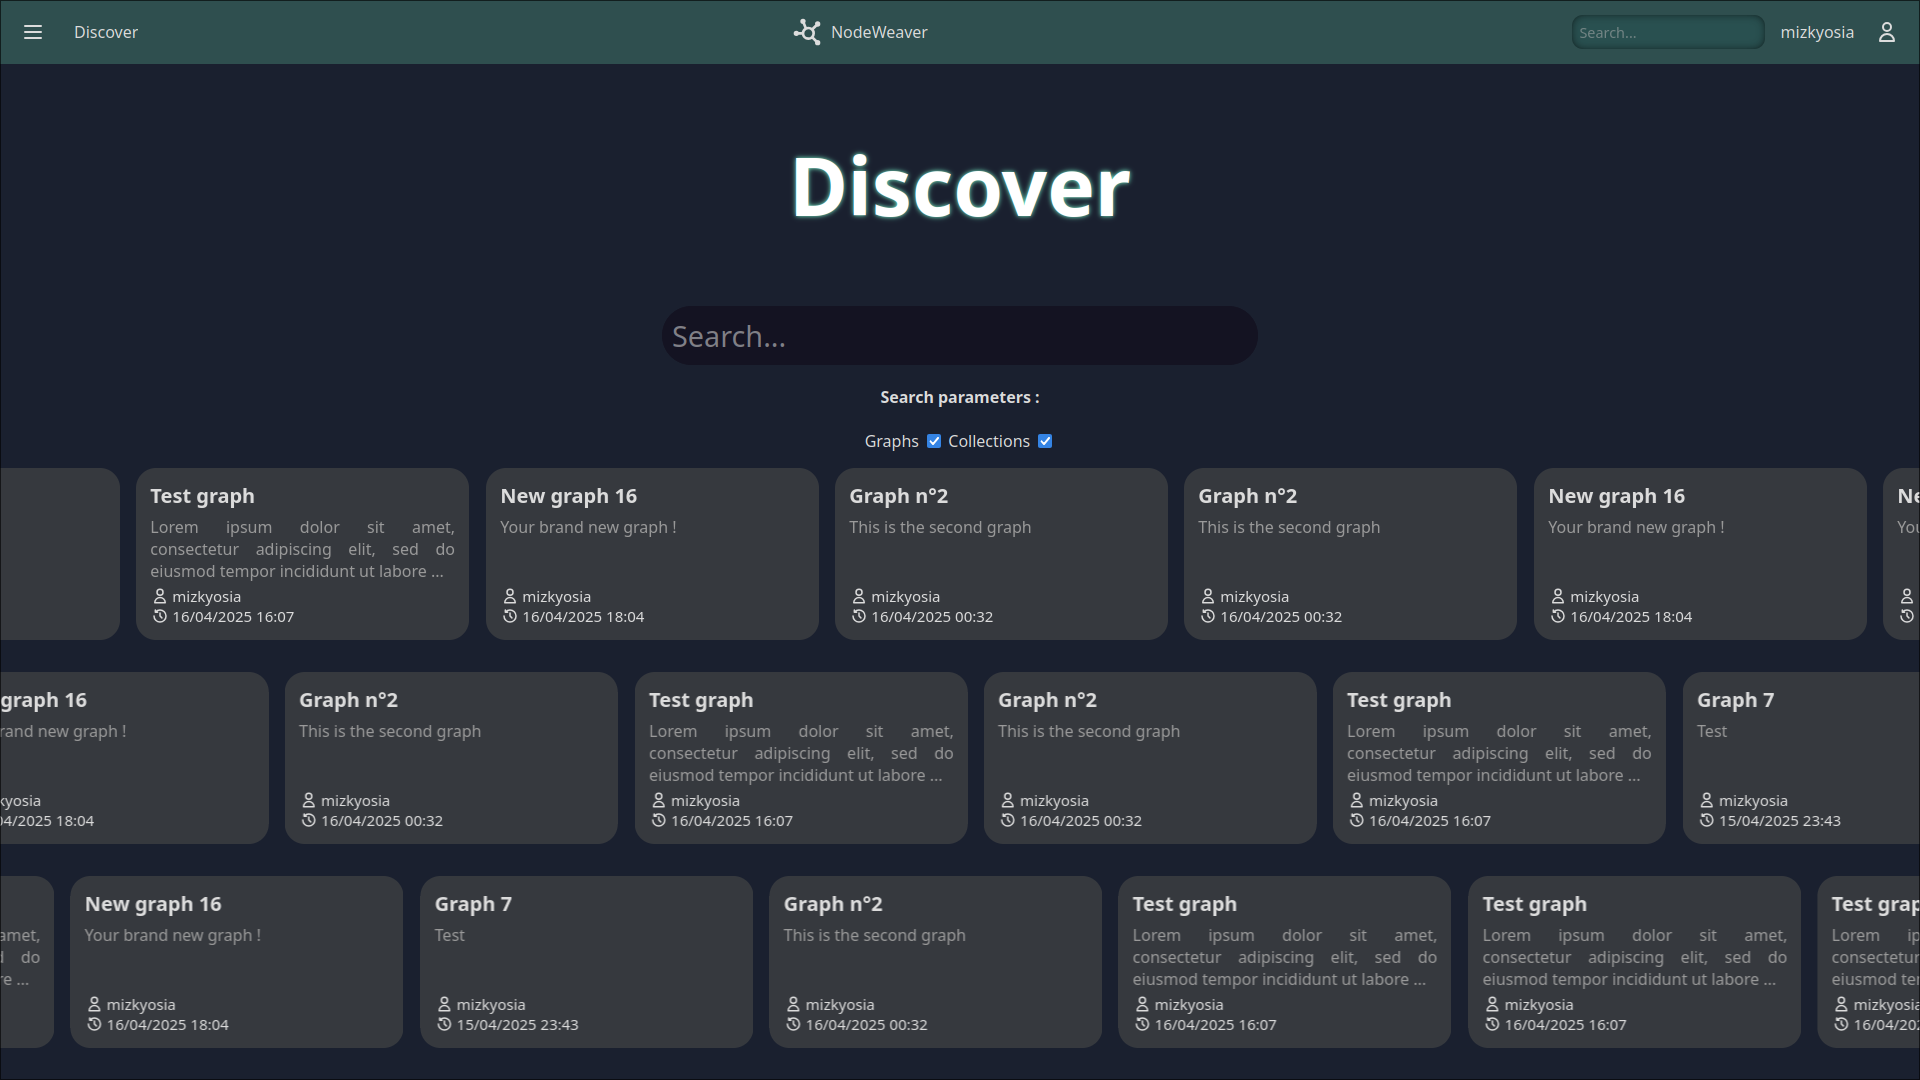 Discover
NodeWeaver
Search...
mizkyosia
Discover
Search...
Search parameters :
Graphs Collections
Test graph
Lorem ipsum dolor sit amet,
consectetur adipiscing elit, sed do
eiusmod tempor incididunt ut labore ...
mizkyosia
16/04/2025 16:07
New graph 16
Your brand new graph !
mizkyosia
16/04/2025 18:04
Graph n°2
This is the second graph
mizkyosia
16/04/2025 00:32
Graph n°2
This is the second graph
mizkyosia
16/04/2025 00:32
New graph 16
Your brand new graph !
mizkyosia
16/04/2025 18:04
Ne
You
graph 16
rand new graph !
kyosia
04/2025 18:04
Graph n°2
This is the second graph
mizkyosia
16/04/2025 00:32
Test graph
Lorem ipsum dolor sit amet,
consectetur adipiscing elit, sed do
eiusmod tempor incididunt ut labore ...
mizkyosia
16/04/2025 16:07
Graph n°2
This is the second graph
mizkyosia
16/04/2025 00:32
Test graph
Lorem ipsum dolor sit amet,
consectetur adipiscing elit, sed do
eiusmod tempor incididunt ut labore ...
mizkyosia
16/04/2025 16:07
Graph 7
Test
mizkyosia
15/04/2025 23:43
amet,
d do
re ...
New graph 16
Your brand new graph !
mizkyosia
16/04/2025 18:04
Graph 7
Test
mizkyosia
15/04/2025 23:43
Graph n°2
This is the second graph
mizkyosia
16/04/2025 00:32
Test graph
Lorem ipsum dolor sit amet,
consectetur adipiscing elit, sed do
eiusmod tempor incididunt ut labore ...
mizkyosia
16/04/2025 16:07
Test graph
Lorem ipsum dolor sit amet,
consectetur adipiscing elit, sed do
eiusmod tempor incididunt ut labore ...
mizkyosia
16/04/2025 16:07
Test grap
Lorem ip
consectetur
eiusmod te
mizkyosia
16/04/202